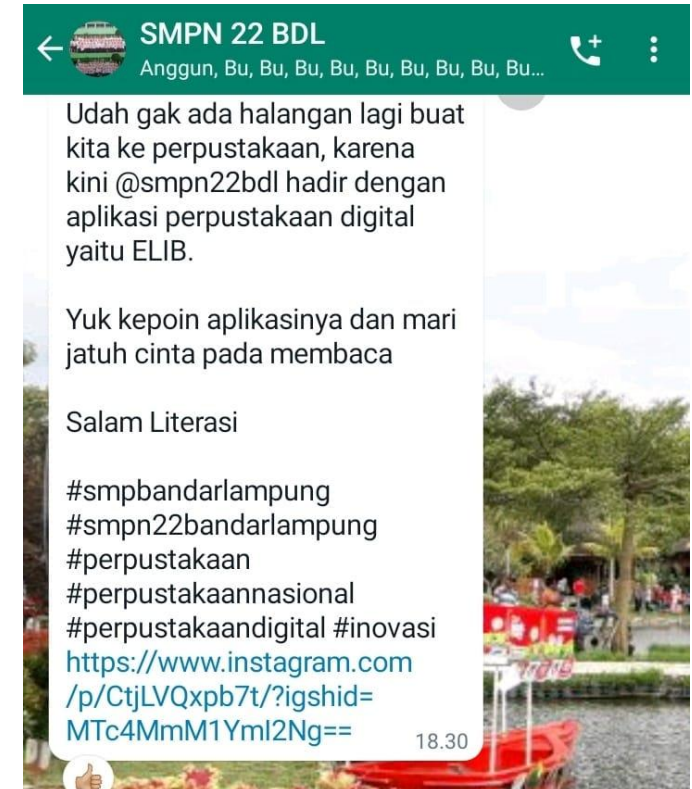 SMPN 22 BDL
Anggun, Bu, Bu, Bu, Bu, Bu, Bu, Bu, Bu, Bu...
Udah gak ada halangan lagi buat
kita ke perpustakaan, karena
kini @smpn22bdl hadir dengan
aplikasi perpustakaan digital
yaitu ELIB.
Yuk kepoin aplikasinya dan mari
jatuh cinta pada membaca
Salam Literasi
#smpbandarlampung
#smpn22bandarlampung
#perpustakaan
#perpustakaannasional
#perpustakaandigital #inovasi
https://www.instagram.com
/p/CtjLVQxpb7t/?igshid=
MTc4MmM1YmI2Ng==
18.30